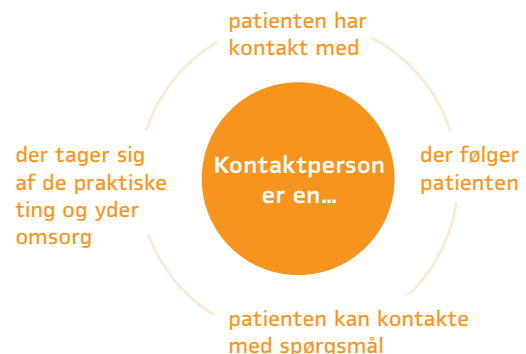 patienten har
kontakt med
Kontaktperson
er en…
der følger
patienten
patienten kan kontakte
med spørgsmål
der tager sig
af de praktiske
ting og yder
omsorg